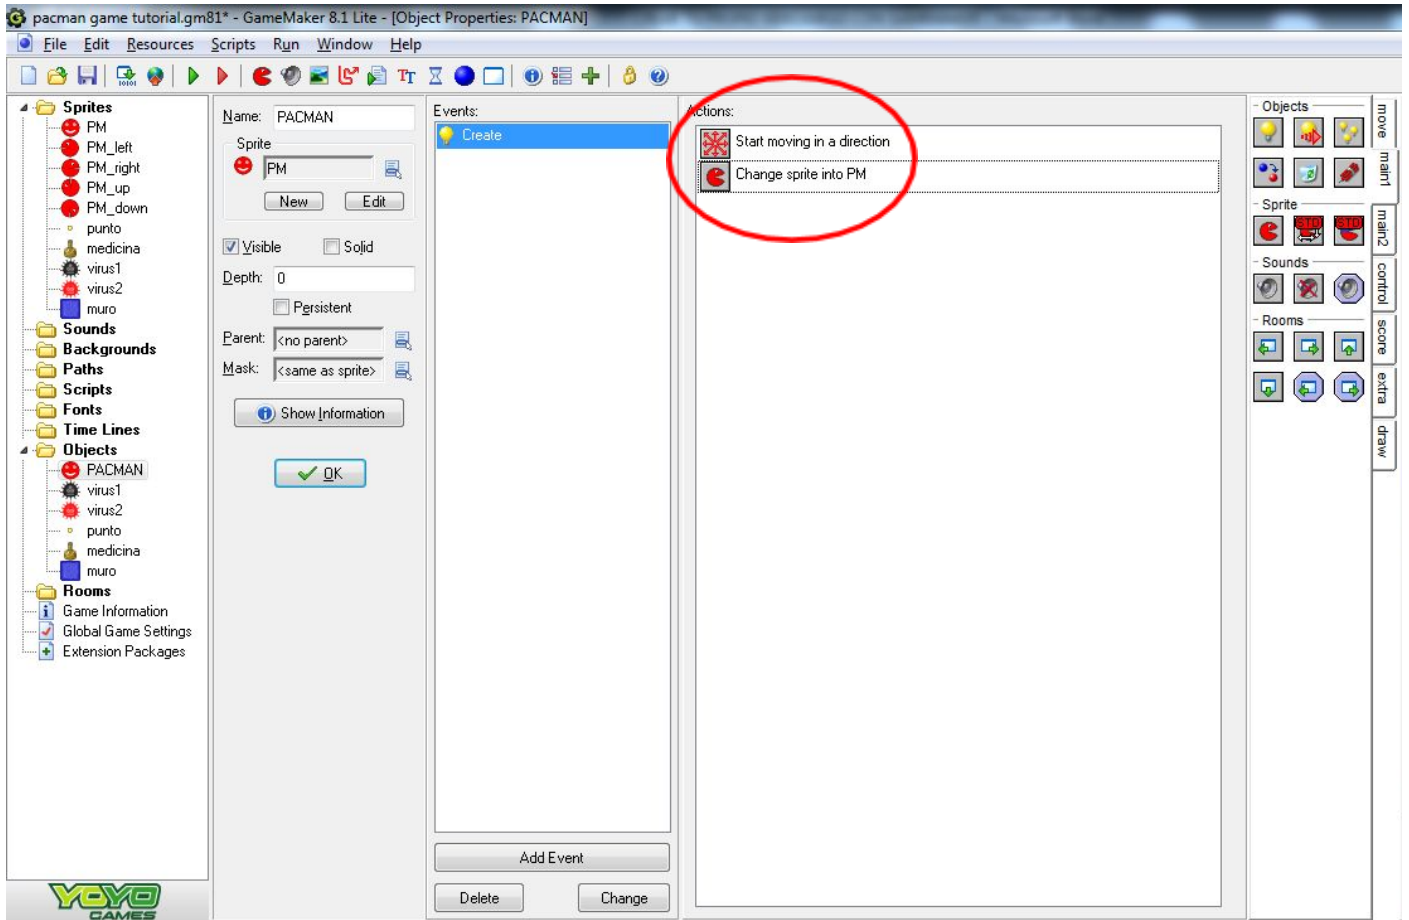 pacman game tutorial.gm81* - GameMaker 8.1 Lite - [Object Properties: PACMAN]
File Edit Resources Scripts Run Window Help
Sprites
PM
PM_left
PM_right
PM_up
PM_down
punto
medicina
virus1
virus2
muro
Sounds
Backgrounds
Paths
Scripts
Fonts
Time Lines
Objects
PACMAN
virus1
virus2
punto
medicina
muro
Rooms
Game Information
Global Game Settings
Extension Packages
YOYO
GAMES
Name: PACMAN
Sprite
PM
New Edit
Visible Solid
Depth: 0
Persistent
Parent: <no parent>
Mask: <same as sprite>
Show Information
OK
Events:
Create
Add Event
Delete Change
Actions:
Start moving in a direction
Change sprite into PM
Objects
Sprite
Sounds
Rooms
move
main1
main2
control
score
extra
draw